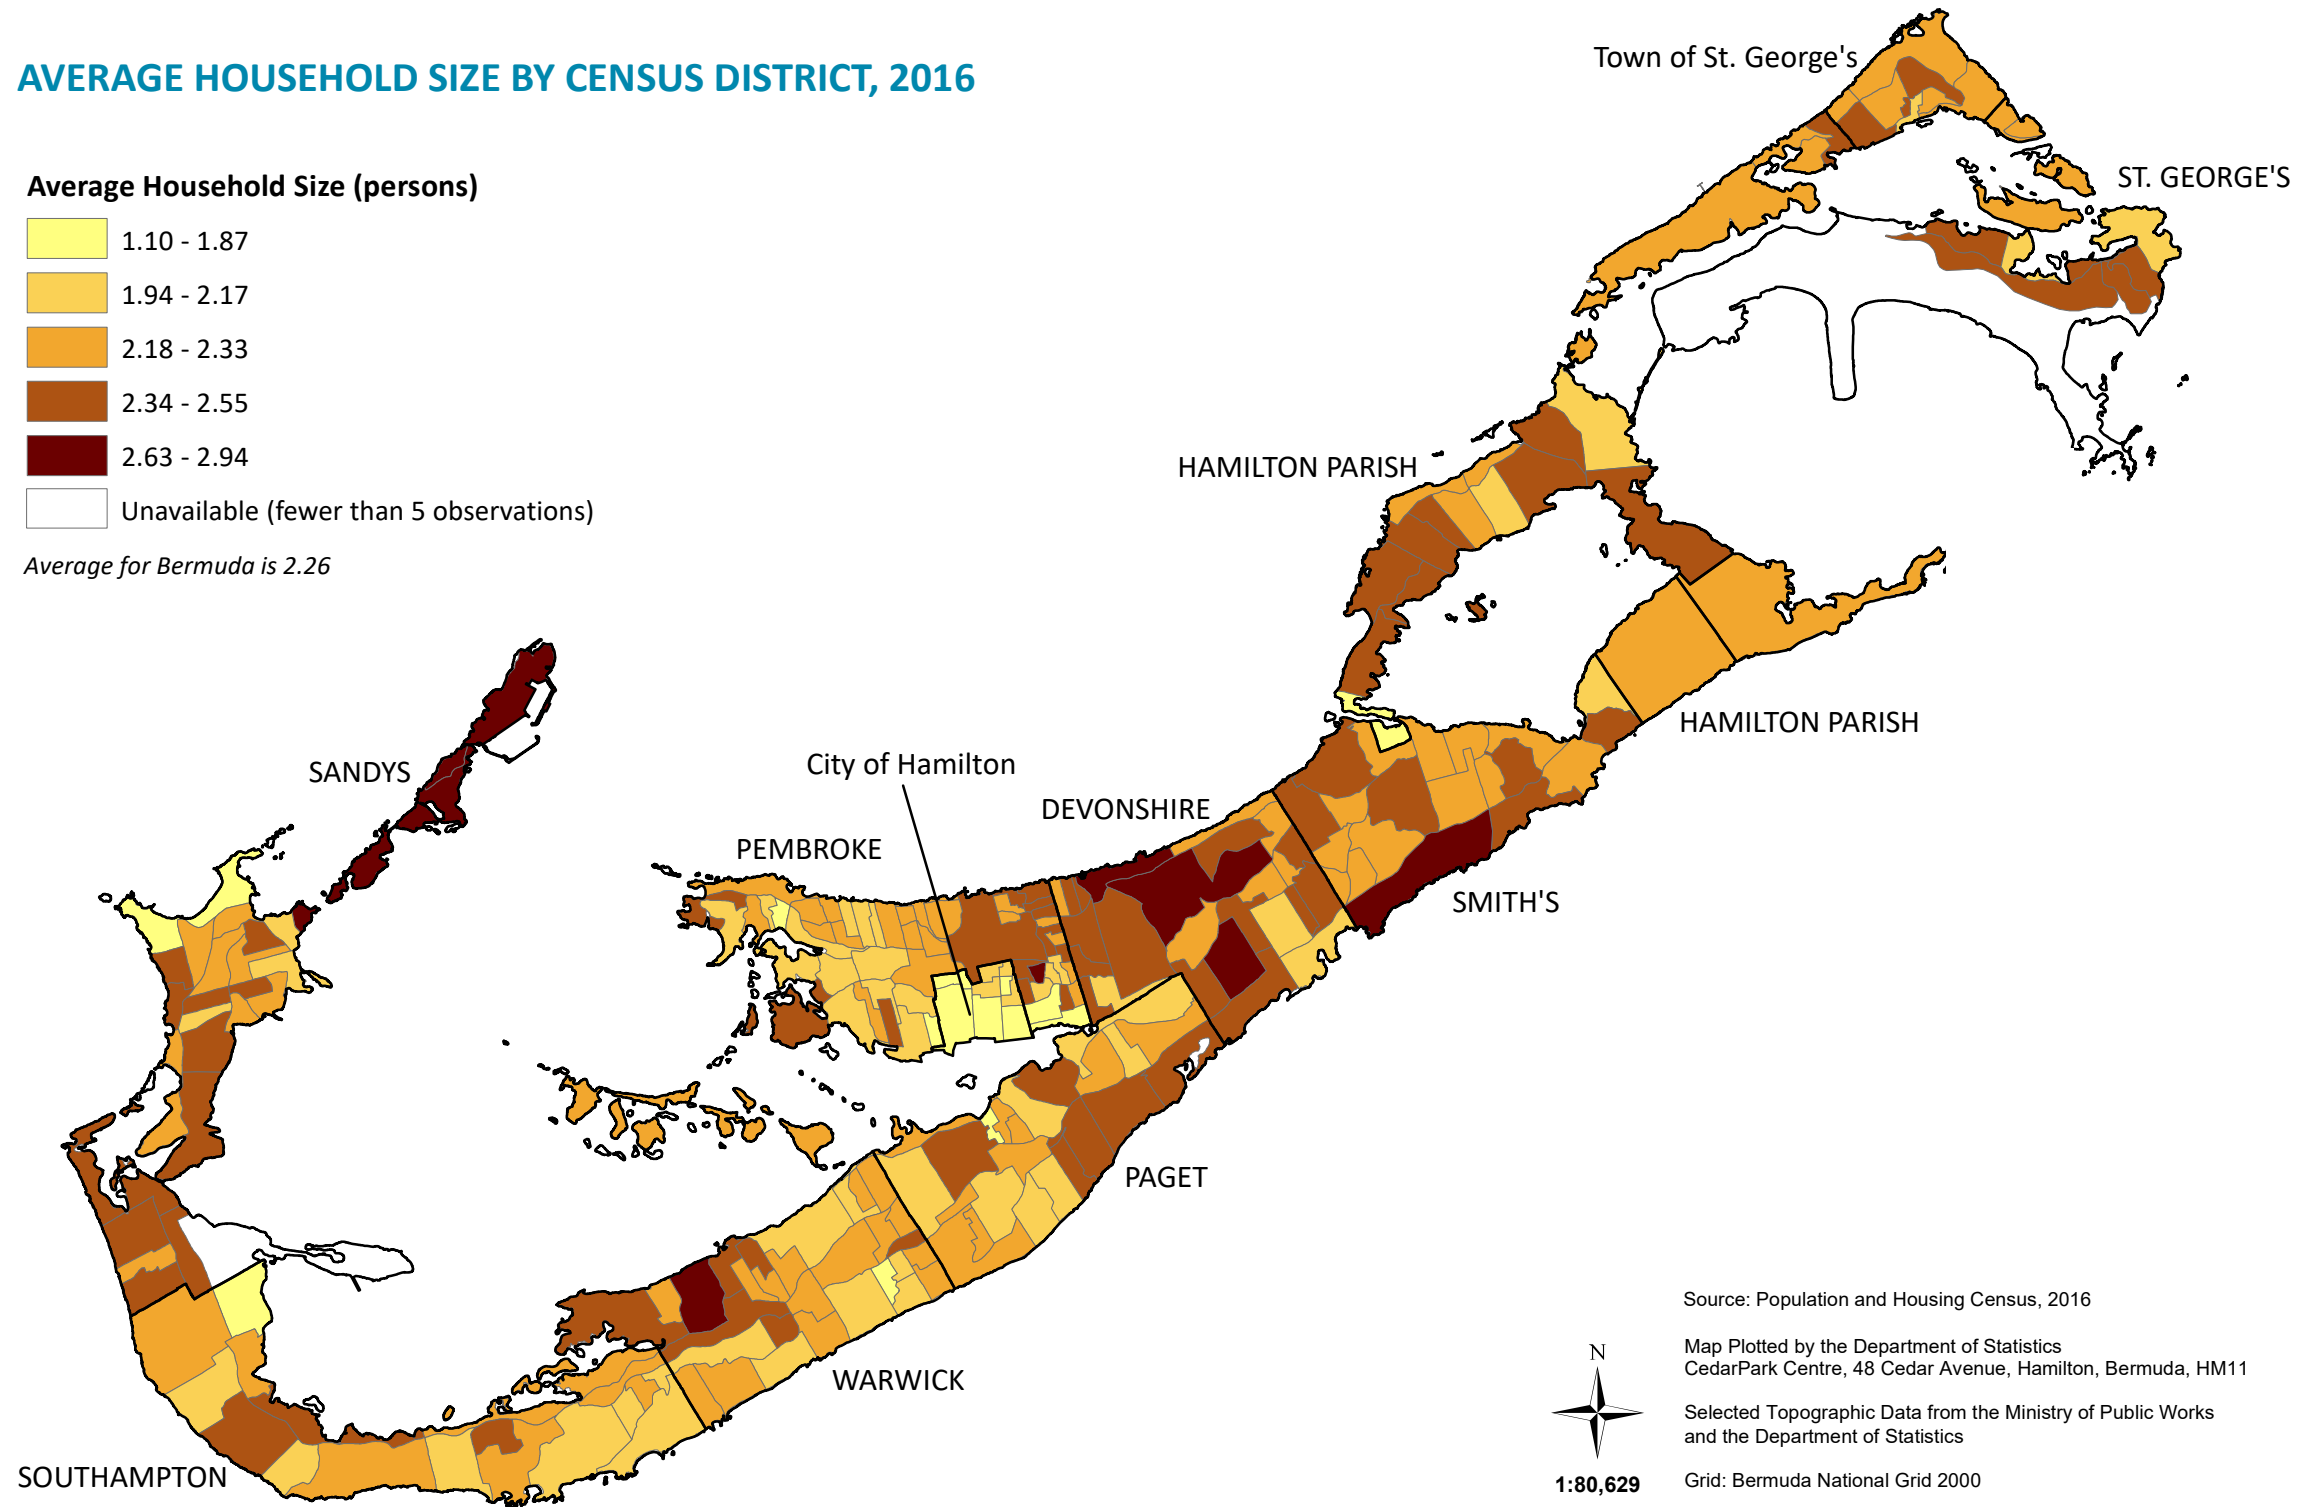 AVERAGE HOUSEHOLD SIZE BY CENSUS DISTRICT, 2016
Average Household Size (persons)
1.10 - 1.87
1.94 - 2.17
2.18 - 2.33
2.34 - 2.55
2.63 - 2.94
Unavailable (fewer than 5 observations)
Average for Bermuda is 2.26
Town of St. George's
ST. GEORGE'S
HAMILTON PARISH
HAMILTON PARISH
SANDYS
City of Hamilton
DEVONSHIRE
PEMBROKE
SMITH'S
PAGET
WARWICK
SOUTHAMPTON
N
1:80,629
Source: Population and Housing Census, 2016
Map Plotted by the Department of Statistics
CedarPark Centre, 48 Cedar Avenue, Hamilton, Bermuda, HM11
Selected Topographic Data from the Ministry of Public Works
and the Department of Statistics
Grid: Bermuda National Grid 2000